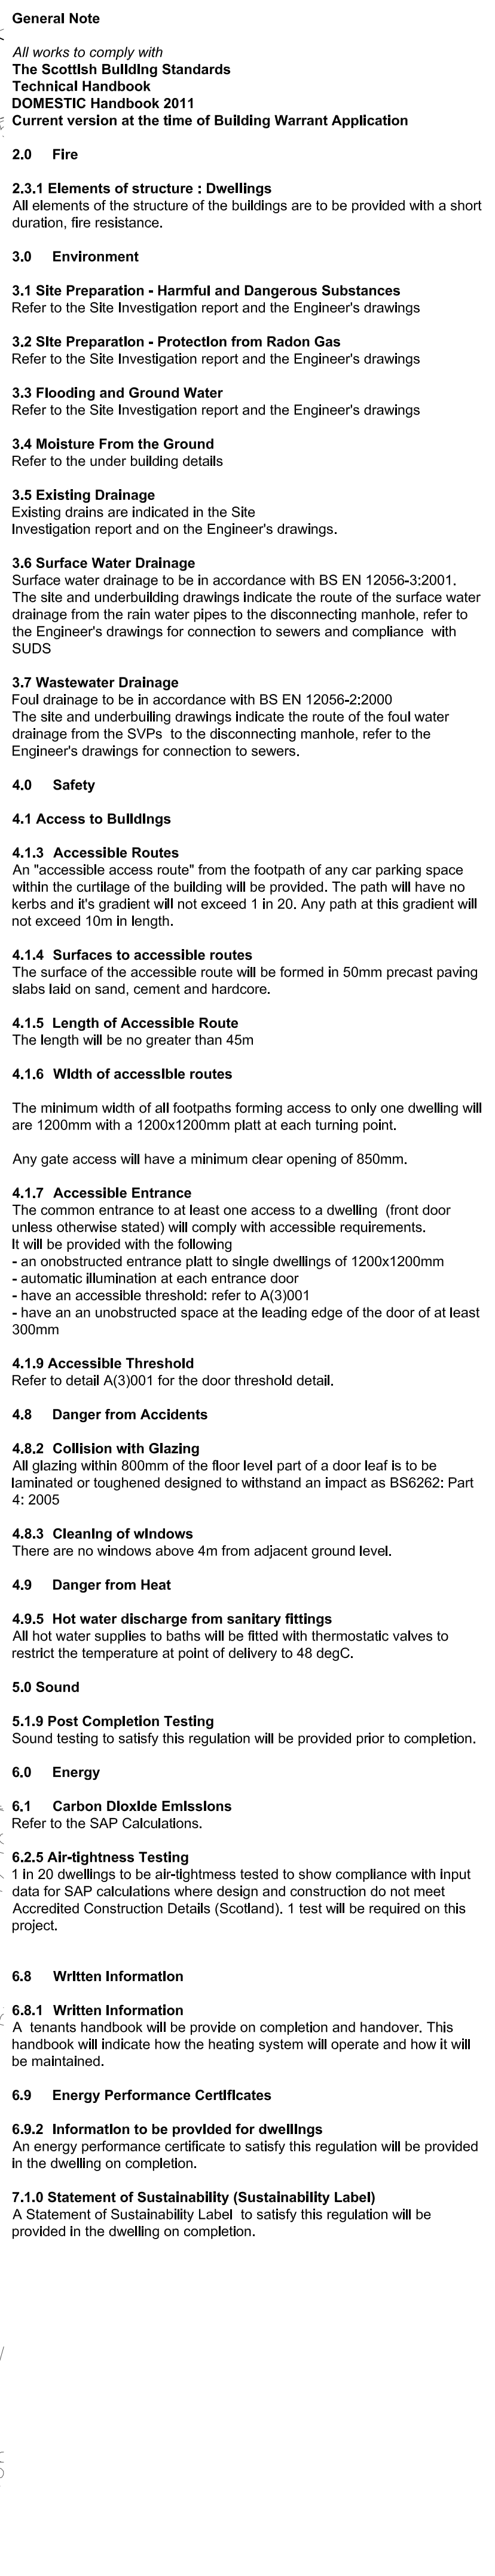 General Note
All works to comply with
The Scottish Building Standards
Technical Handbook
DOMESTIC Handbook 2011
Current version at the time of Building Warrant Application
2.0 Fire
2.3.1 Elements of structure : Dwellings
All elements of the structure of the buildings are to be provided with a short
duration, fire resistance.
3.0 Environment
3.1 Site Preparation - Harmful and Dangerous Substances
Refer to the Site Investigation report and the Engineer's drawings
3.2 Site Preparation - Protection from Radon Gas
Refer to the Site Investigation report and the Engineer's drawings
3.3 Flooding and Ground Water
Refer to the Site Investigation report and the Engineer's drawings
3.4 Moisture From the Ground
Refer to the under building details
3.5 Existing Drainage
Existing drains are indicated in the Site
Investigation report and on the Engineer's drawings.
3.6 Surface Water Drainage
Surface water drainage to be in accordance with BS EN 12056-3:2001.
The site and underbuilding drawings indicate the route of the surface water
drainage from the rain water pipes to the disconnecting manhole, refer to
the Engineer's drawings for connection to sewers and compliance with
SUDS
3.7 Wastewater Drainage
Foul drainage to be in accordance with BS EN 12056-2:2000
The site and underbuiling drawings indicate the route of the foul water
drainage from the SVPs to the disconnecting manhole, refer to the
Engineer's drawings for connection to sewers.
4.0 Safety
4.1 Access to Buildings
4.1.3 Accessible Routes
An "accessible access route" from the footpath of any car parking space
within the curtilage of the building will be provided. The path will have no
kerbs and it's gradient will not exceed 1 in 20. Any path at this gradient will
not exceed 10m in length.
4.1.4 Surfaces to accessible routes
The surface of the accessible route will be formed in 50mm precast paving
slabs laid on sand, cement and hardcore.
4.1.5 Length of Accessible Route
The length will be no greater than 45m
4.1.6 Width of accessible routes
The minimum width of all footpaths forming access to only one dwelling will
are 1200mm with a 1200x1200mm platt at each turning point.
Any gate access will have a minimum clear opening of 850mm.
4.1.7 Accessible Entrance
The common entrance to at least one access to a dwelling (front door
unless otherwise stated) will comply with accessible requirements.
It will be provided with the following
- an onobstructed entrance platt to single dwellings of 1200x1200mm
- automatic illumination at each entrance door
- have an accessible threshold: refer to A(3)001
- have an an unobstructed space at the leading edge of the door of at least
300mm
4.1.9 Accessible Threshold
Refer to detail A(3)001 for the door threshold detail.
4.8 Danger from Accidents
4.8.2 Collision with Glazing
All glazing within 800mm of the floor level part of a door leaf is to be
laminated or toughened designed to withstand an impact as BS6262: Part
4: 2005
4.8.3 Cleaning of windows
There are no windows above 4m from adjacent ground level.
4.9 Danger from Heat
4.9.5 Hot water discharge from sanitary fittings
All hot water supplies to baths will be fitted with thermostatic valves to
restrict the temperature at point of delivery to 48 degC.
5.0 Sound
5.1.9 Post Completion Testing
Sound testing to satisfy this regulation will be provided prior to completion.
6.0 Energy
6.1 Carbon Dioxide Emissions
Refer to the SAP Calculations.
6.2.5 Air-tightness Testing
1 in 20 dwellings to be air-tightmess tested to show compliance with input
data for SAP calculations where design and construction do not meet
Accredited Construction Details (Scotland). 1 test will be required on this
project.
6.8 Written Information
6.8.1 Written Information
A tenants handbook will be provide on completion and handover. This
handbook will indicate how the heating system will operate and how it will
be maintained.
6.9 Energy Performance Certificates
6.9.2 Information to be provided for dwellings
An energy performance certificate to satisfy this regulation will be provided
in the dwelling on completion.
7.1.0 Statement of Sustainability (Sustainability Label)
A Statement of Sustainability Label to satisfy this regulation will be
provided in the dwelling on completion.